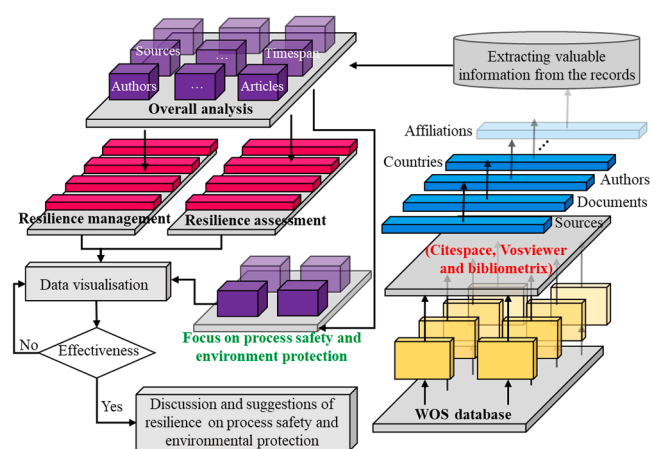 Sources
...
Timespan
Authors
...
Articles
Overall analysis
Extracting valuable
information from the records
Affiliations
...
Countries
Authors
Documents
Sources
Resilience management
Resilience assessment
(Citespace, Vosviewer
and bibliometrix)
Data visualisation
Focus on process safety and
environment protection
No
Effectiveness
Yes
WOS database
Discussion and suggestions of
resilience on process safety and
environmental protection